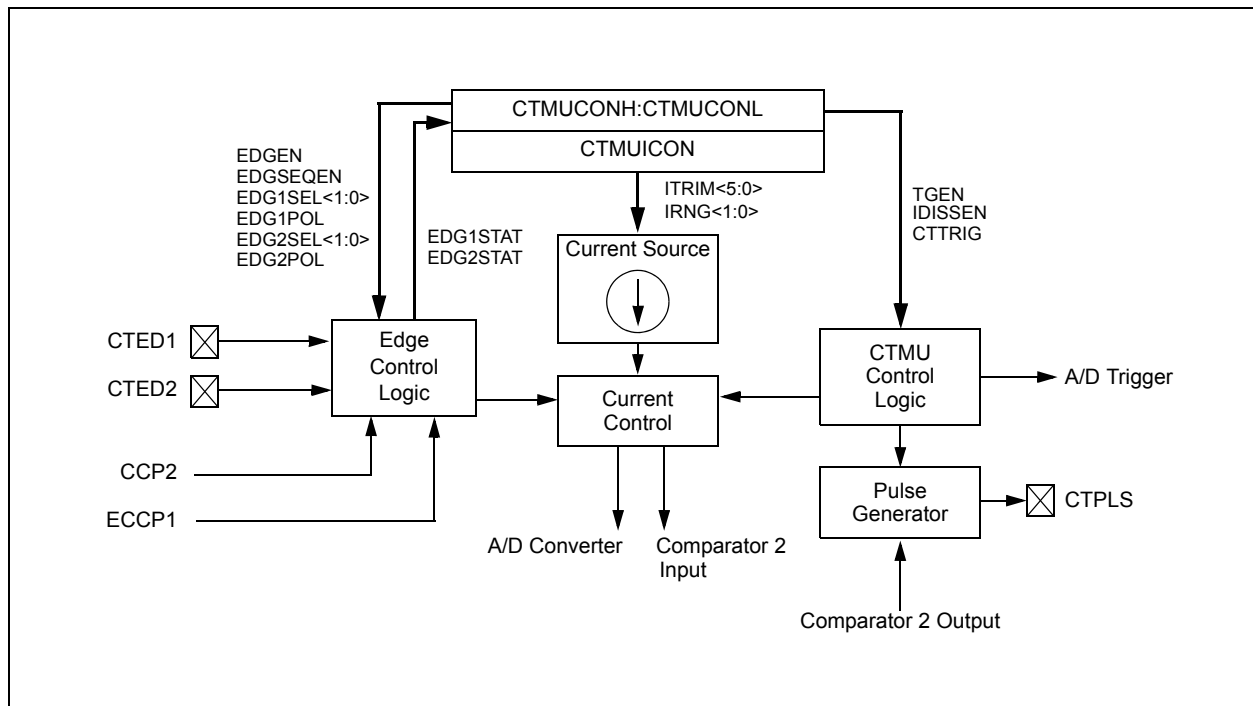 CTMUCONH:CTMUCONL
CTMUICON
EDGEN
EDGSEQEN
EDG1SEL<1:0>
EDG1POL
EDG2SEL<1:0>
EDG2POL
EDG1STAT
EDG2STAT
ITRIM<5:0>
IRNG<1:0>
TGEN
IDISSEN
CTTRIG
Current Source
CTED1
CTED2
Edge
Control
Logic
Current
Control
CTMU
Control
Logic
A/D Trigger
CCP2
ECCP1
Pulse
Generator
CTPLS
A/D Converter
Comparator 2
Input
Comparator 2 Output